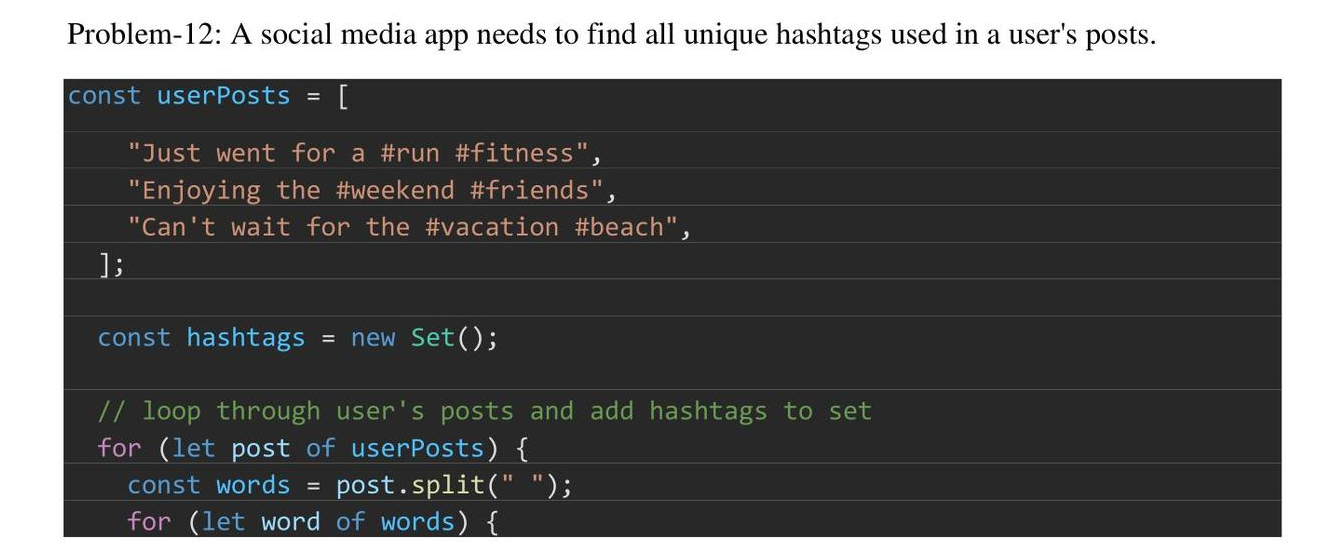 Problem-12: A social media app needs to find all unique hashtags used in a user's posts.
const userPosts = [
"Just went for a #run #fitness",
"Enjoying the #weekend #friends",
"Can't wait for the #vacation #beach",
];
const hashtags = new Set();
// loop through user's posts and add hashtags to set
for (let post of userPosts) {
const words = post.split(" ");
for (let word of words) {